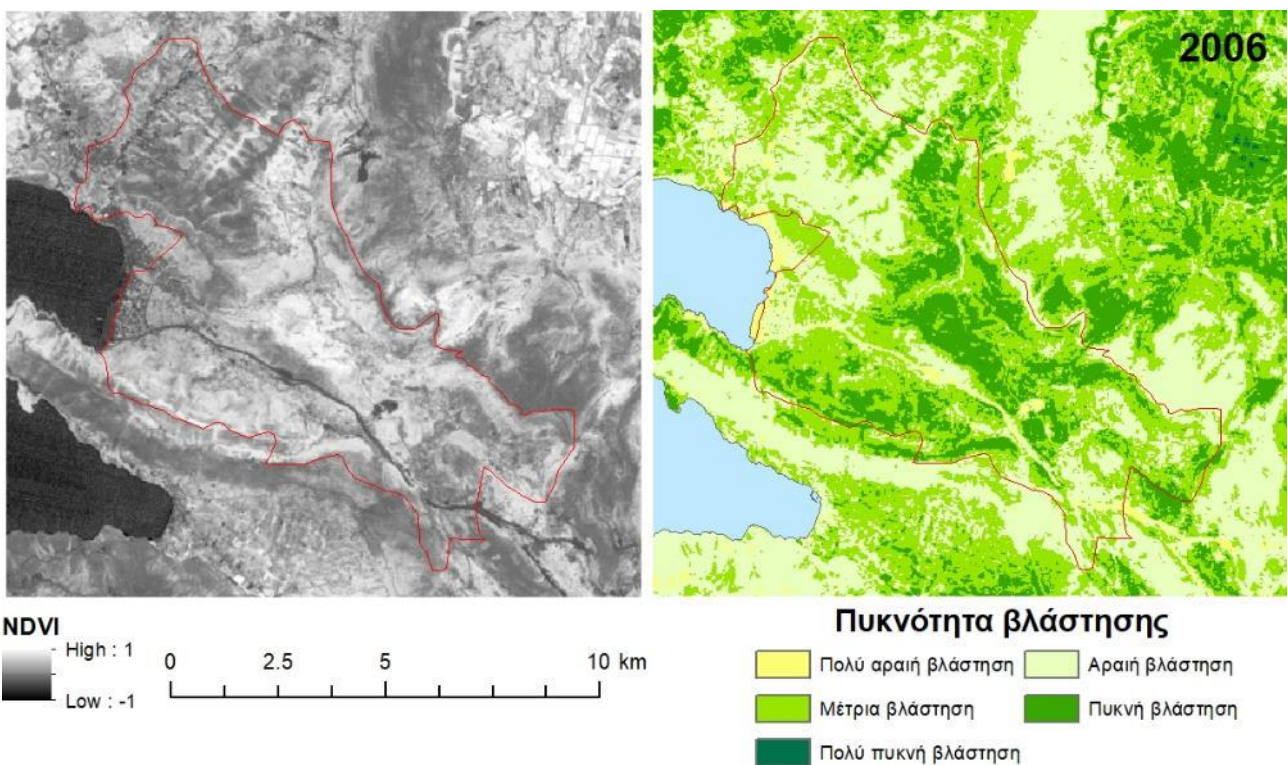 2006
NDVI
High : 1
Low : -1
0 2.5 5 10 km
Πυκνότητα βλάστησης
Πολύ αραιή βλάστηση Αραιή βλάστηση
Μέτρια βλάστηση Πυκνή βλάστηση
Πολύ πυκνή βλάστηση